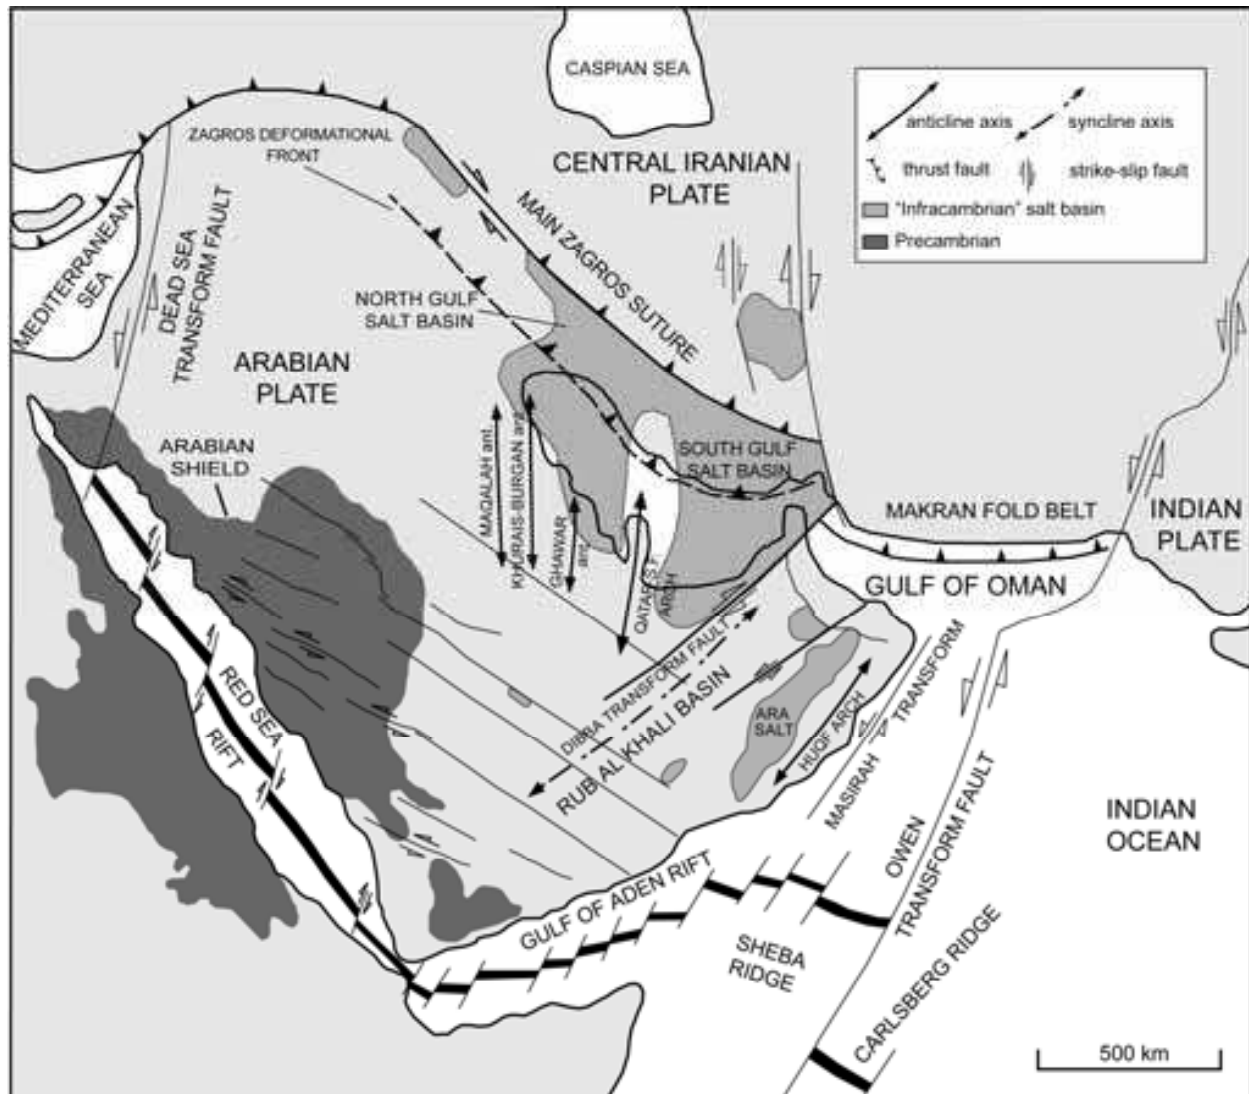 CASPIAN SEA
anticline axis
syncline axis
thrust fault
strike-slip fault
"Infracambrian" salt basin
Precambrian
ZAGROS DEFORMATIONAL
FRONT
CENTRAL IRANIAN
PLATE
MAIN ZAGROS SUTURE
MEDITERRANEAN
SEA
DEAD SEA
TRANSFORM FAULT
NORTH GULF
SALT BASIN
ARABIAN
PLATE
ARABIAN
SHIELD
MAQALAH ant.
KHURAIS-BURGAN ant.
GHAWAR
ant.
QATAR
ARCH
SOUTH GULF
SALT BASIN
MAKRAN FOLD BELT
INDIAN
PLATE
GULF OF OMAN
DIBBA TRANSFORM FAULT
RUB AL KHALI BASIN
ARA
SALT
HUQF ARCH
MASIRAH TRANSFORM
OWEN
TRANSFORM FAULT
RED SEA
RIFT
GULF OF ADEN RIFT
SHEBA
RIDGE
CARLSBERG RIDGE
INDIAN
OCEAN
500 km